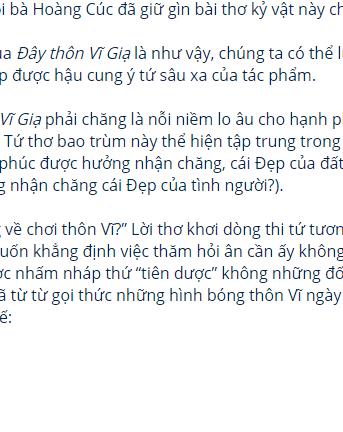 i bà Hoàng Cúc đã giữ gìn bài thơ kỷ vật này ch
ua Đây thôn Vĩ Giạ là như vậy, chúng ta có thể l
p được hậu cung ý tứ sâu xa của tác phẩm.
Vĩ Giạ phải chăng là nỗi niềm lo âu cho hạnh p
Tứ thơ bao trùm này thể hiện tập trung trong
phúc được hưởng nhận chăng, cái Đẹp của đất
g nhận chăng cái Đẹp của tình người?).
g về chơi thôn Vĩ?” Lời thơ khơi dòng thi tứ tươn
uốn khẳng định việc thăm hỏi ân cần ấy không
ợc nhấm nháp thứ “tiên dược” không những đố
ã từ từ gọi thức những hình bóng thôn Vĩ ngày
ế: